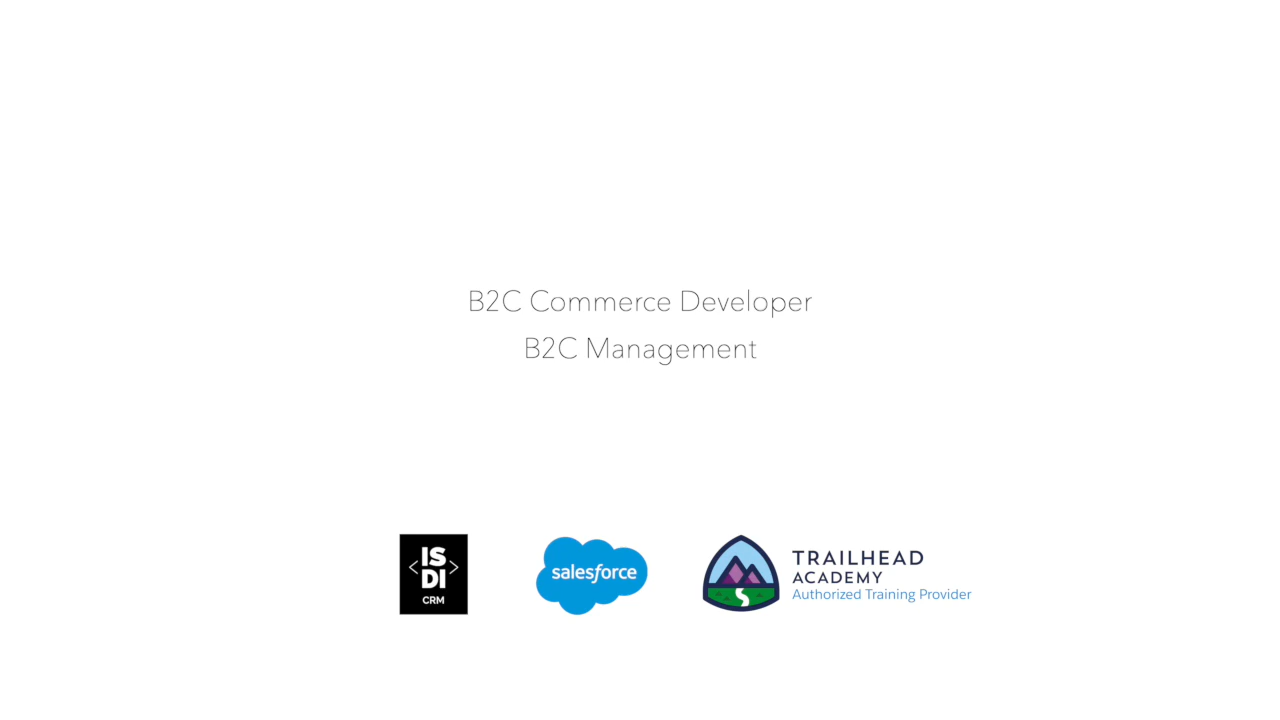 B2C Commerce Developer
B2C Management
IS
<DI>
CRM
salesforce
TRAILHEAD
ACADEMY
Authorized Training Provider